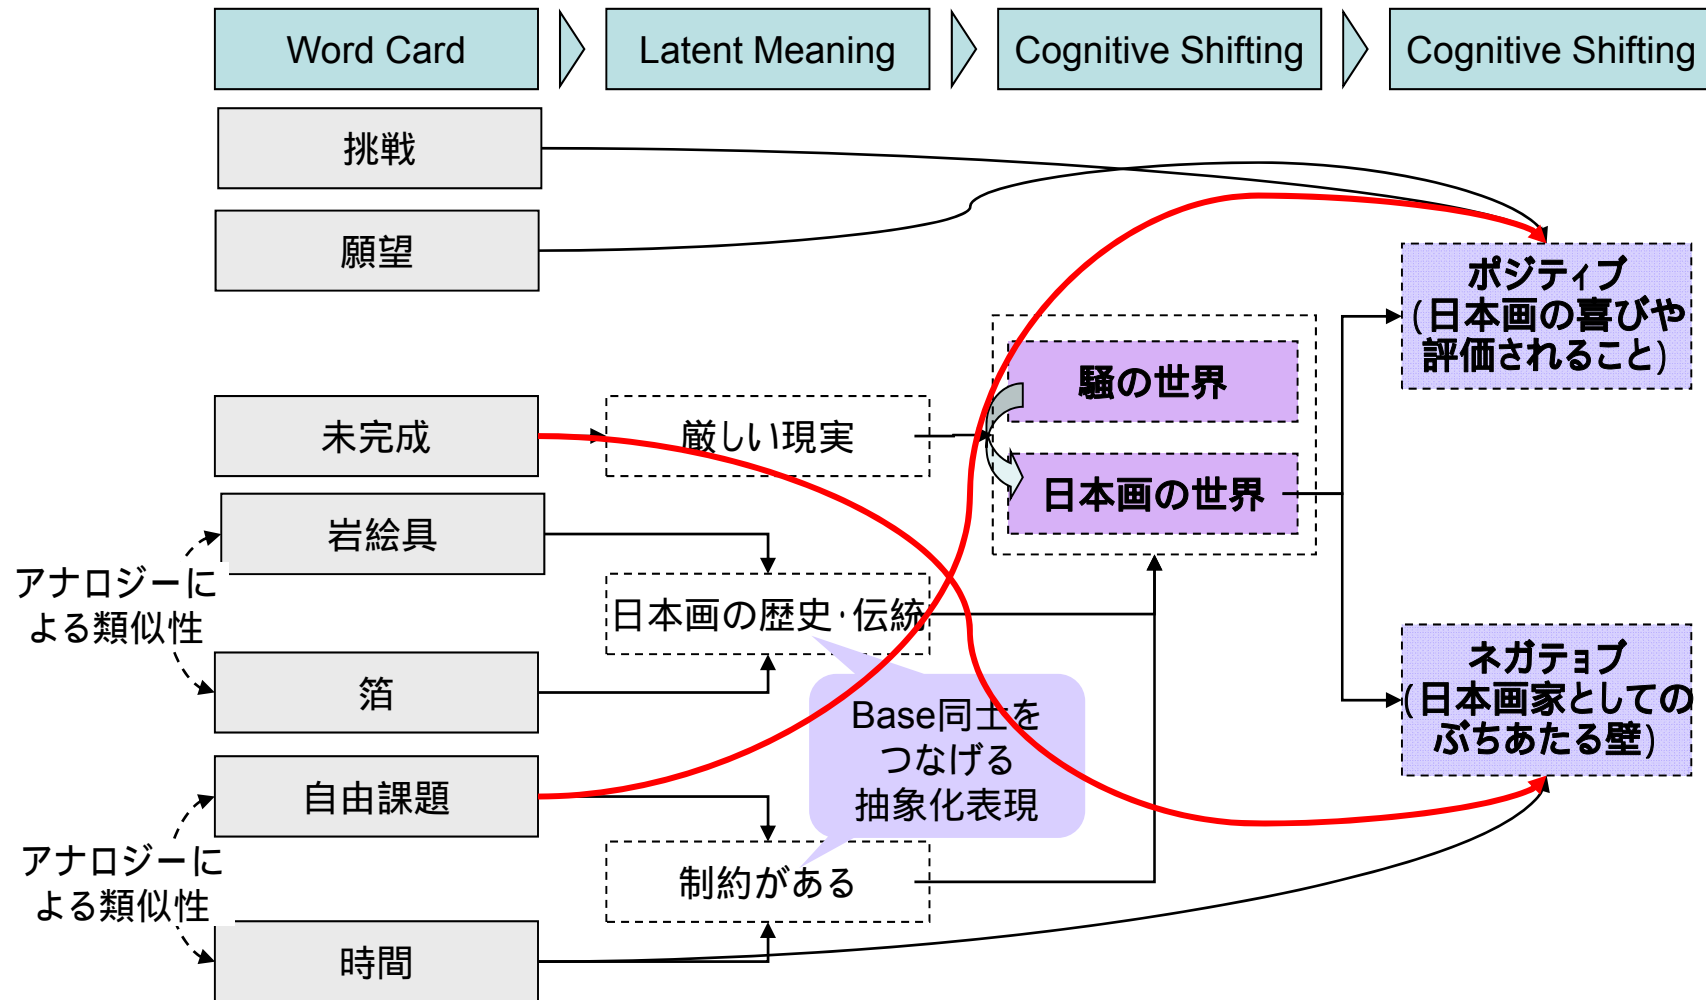 Word Card
Latent Meaning
Cognitive Shifting
Cognitive Shifting
挑戦
願望
未完成
岩絵具
箔
自由課題
時間
アナロジーに
よる類似性
アナロジーに
よる類似性
厳しい現実
日本画の歴史・伝統
制約がある
Base同士を
つなげる
抽象化表現
騒の世界
日本画の世界
ポジティブ
(日本画の喜びや
評価されること)
ネガテョブ
(日本画家としての
ぶちあたる壁)